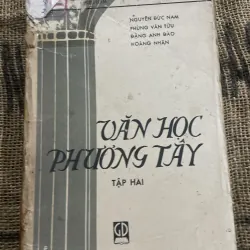 NGUYỄN ĐỨC NAM
PHÙNG VĂN TỬU
ĐẶNG ANH ĐÀO
HOÀNG NHÂN
VĂN HỌC
PHƯƠNG TÂY
TẬP HAI
GD